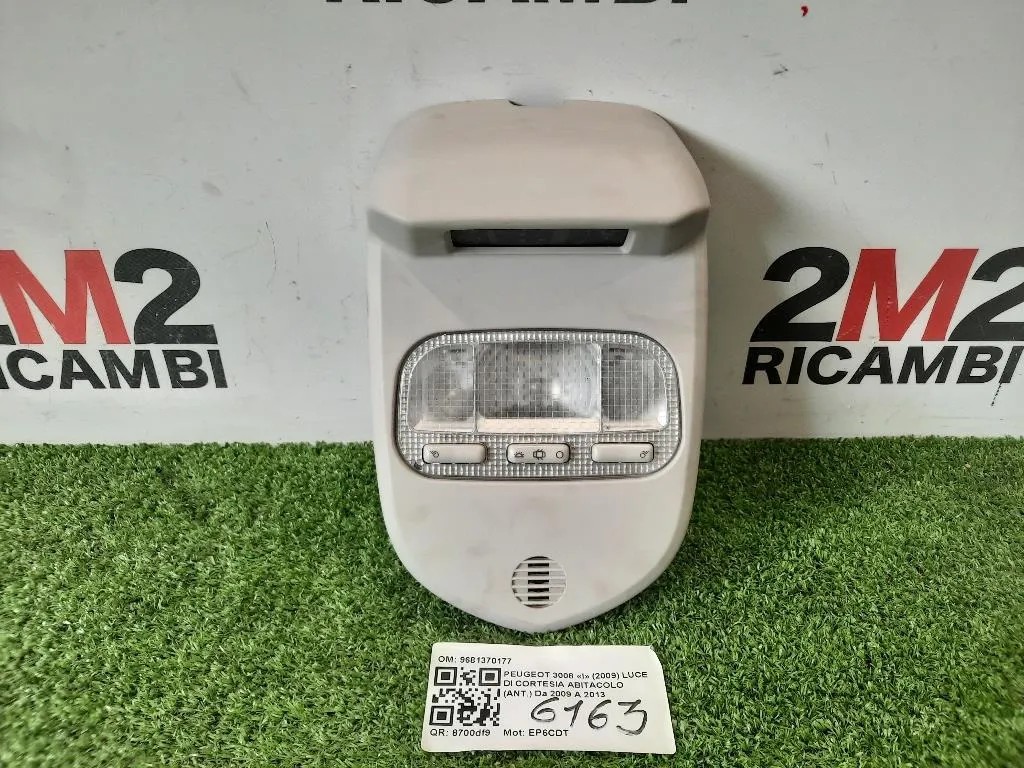 RICAMBI
2M2
RICAMBI
2M2
RICAMBI
OM: 9681370177
PEUGEOT 3008 «I» (2009) LUCE
DI CORTESIA ABITACOLO
(ANT.) Da 2009 A 2013
6163
QR: 8700df9 Mot: EP6CDT